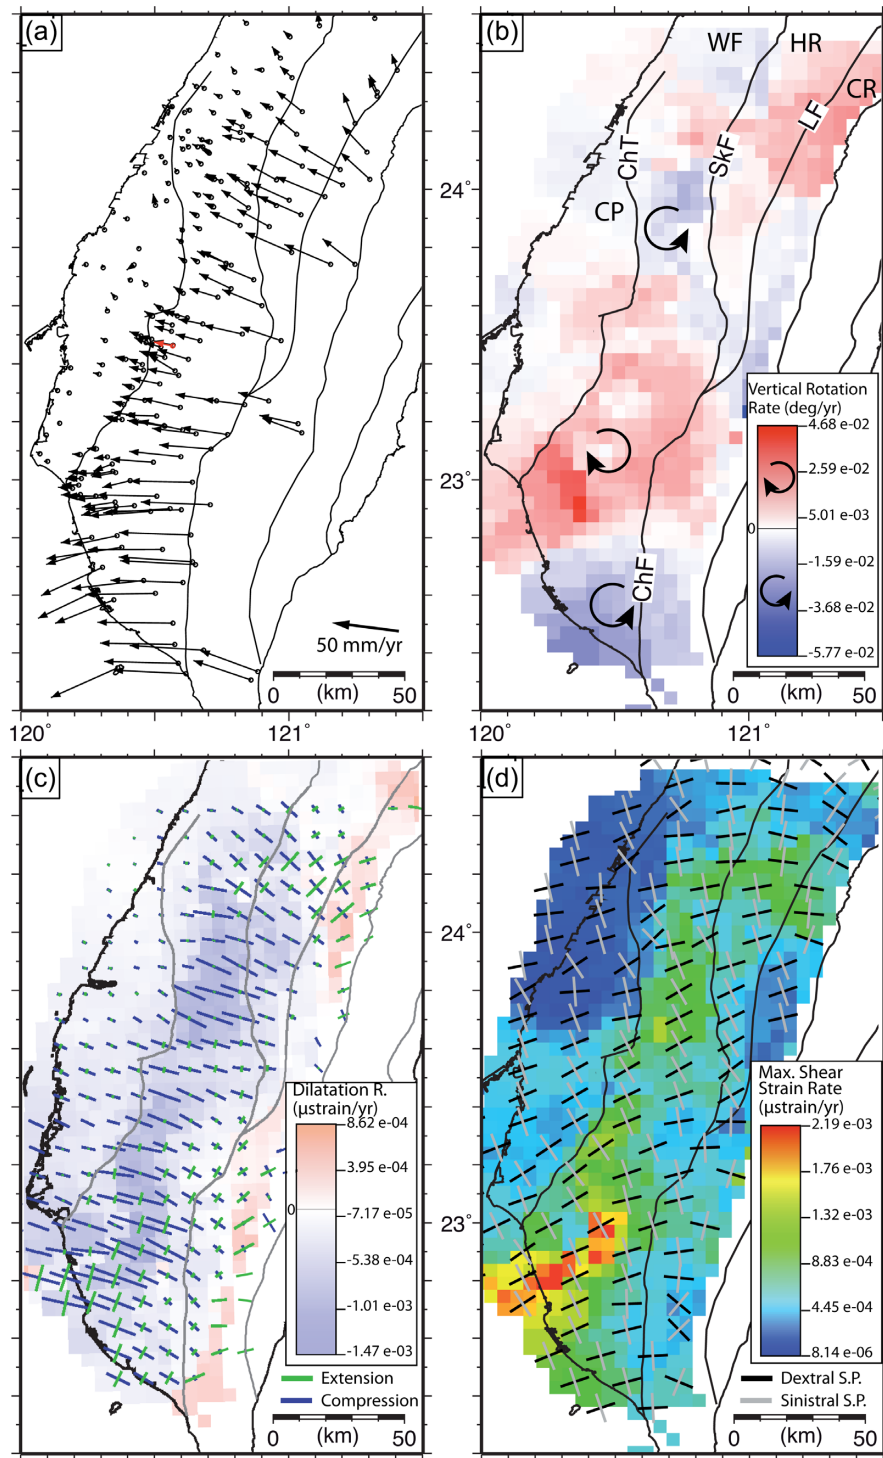 (a)
50 mm/yr
0 50
(km)
120° 121°
(b)
WF HR
CR
LF
ChT
SkF
24°
CP
23°
ChF
Vertical Rotation
Rate (deg/yr)
4.68 e-02
2.59 e-02
5.01 e-03
0
-1.59 e-02
-3.68 e-02
-5.77 e-02
0 50
(km)
120° 121°
(c)
Dilatation R.
(µstrain/yr)
8.62 e-04
3.95 e-04
0
-7.17 e-05
-5.38 e-04
-1.01 e-03
-1.47 e-03
Extension
Compression
0 (km) 50
(d)
24°
23°
Max. Shear
Strain Rate
(µstrain/yr)
2.19 e-03
1.76 e-03
1.32 e-03
8.83 e-04
4.45 e-04
8.14 e-06
Dextral S.P.
Sinistral S.P.
0 (km) 50